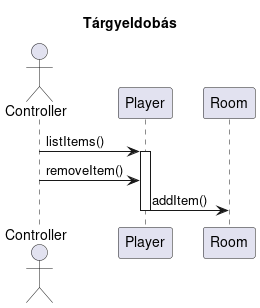 Tárgyeldobás
Controller
Player
Room
listItems()
removeItem()
addItem()
Controller
Player
Room